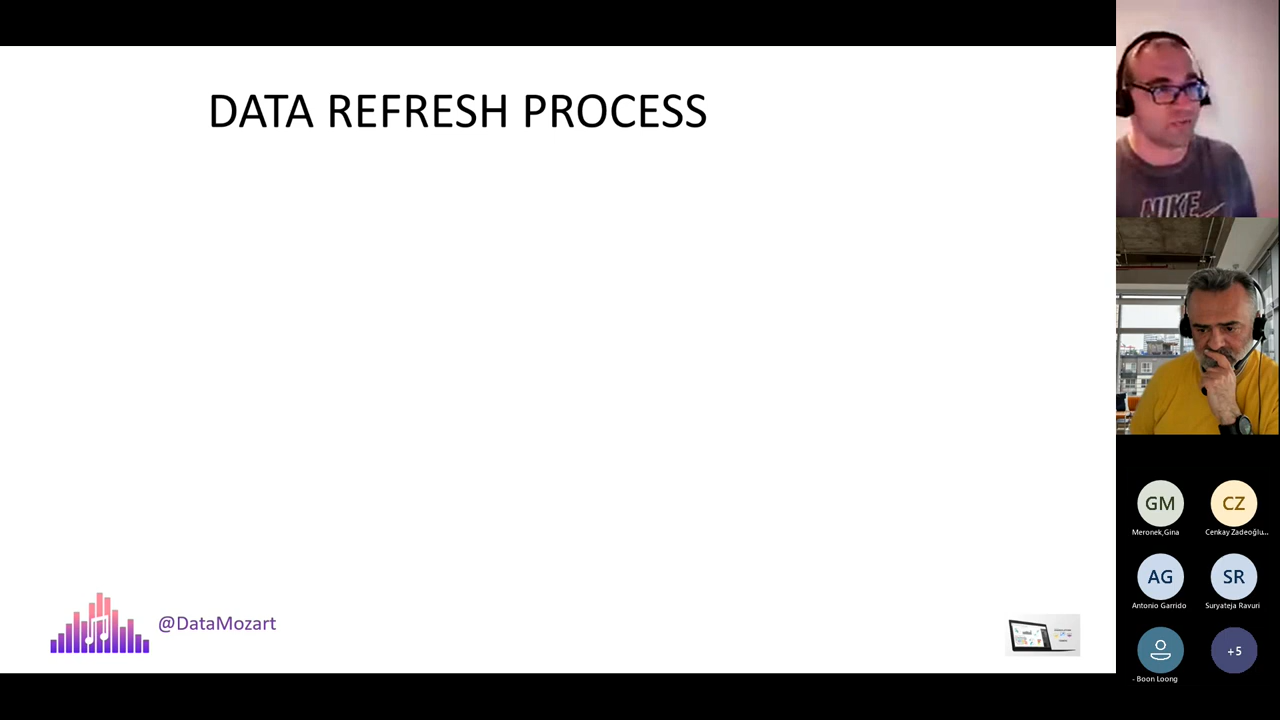 DATA REFRESH PROCESS
@DataMozart
NIKE
GM
CZ
Meronek,Gina
Cenkay Zadeoğlu...
AG
SR
Antonio Garrido
Suryateja Ravuri
+5
- Boon Loong